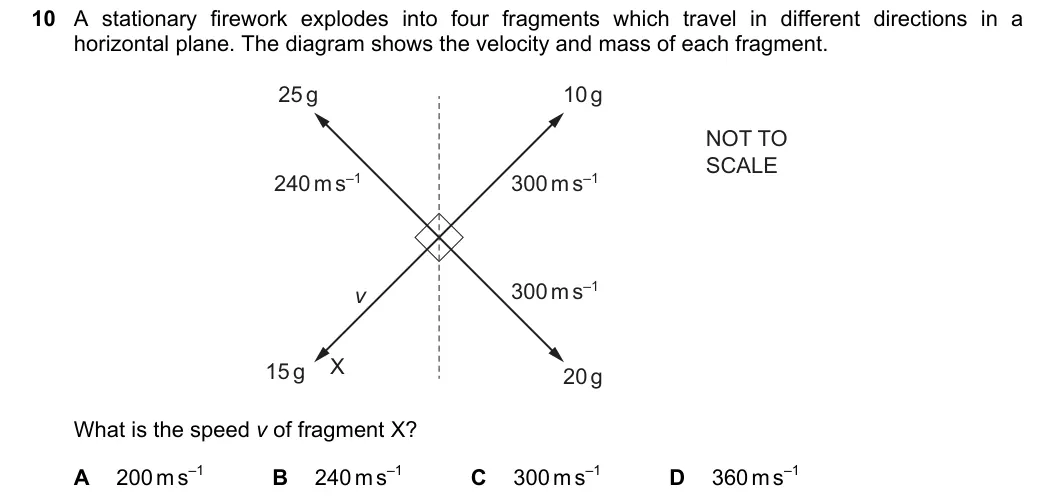 10 A stationary firework explodes into four fragments which travel in different directions in a
horizontal plane. The diagram shows the velocity and mass of each fragment.
25 g
10 g
NOT TO
SCALE
240 m s⁻¹
300 m s⁻¹
v
300 m s⁻¹
15 g
X
20 g
What is the speed v of fragment X?
A 200 m s⁻¹ B 240 m s⁻¹ C 300 m s⁻¹ D 360 m s⁻¹